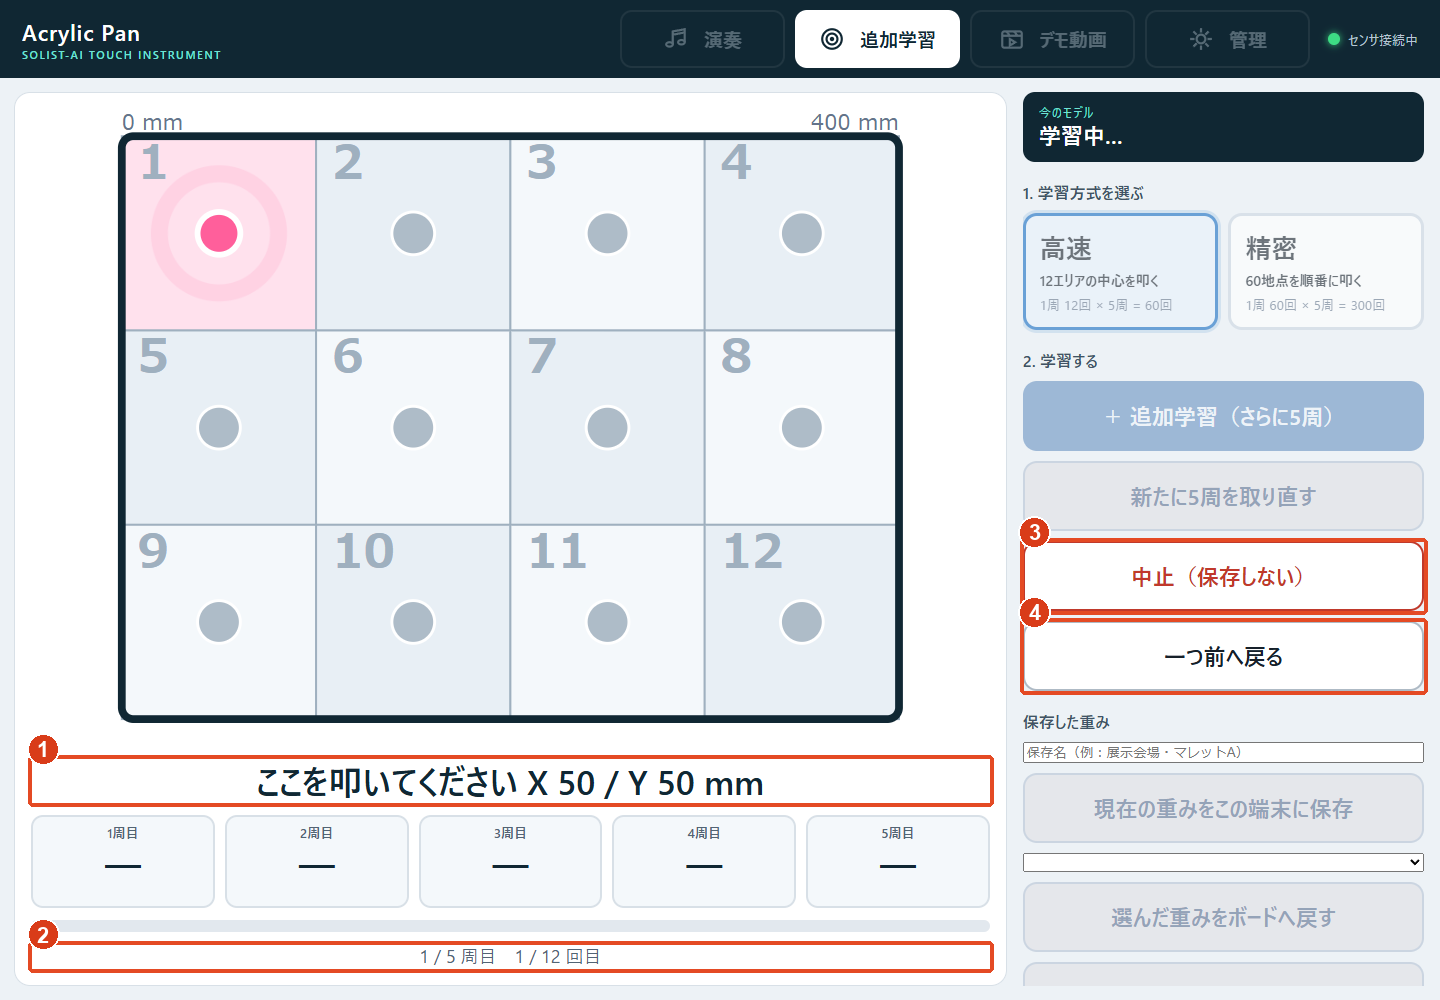 Acrylic Pan
SOLIST-AI TOUCH INSTRUMENT
演奏
追加学習
デモ動画
管理
センサ接続中
0 mm
400 mm
1
2
3
4
5
6
7
8
9
10
11
12
1
ここを叩いてください X 50 / Y 50 mm
1周目
—
2周目
—
3周目
—
4周目
—
5周目
—
2
1 / 5 周目 1 / 12 回目
今のモデル
学習中...
1. 学習方式を選ぶ
高速
12エリアの中心を叩く
1周 12回 × 5周 = 60回
精密
60地点を順番に叩く
1周 60回 × 5周 = 300回
2. 学習する
＋ 追加学習（さらに5周）
新たに5周を取り直す
3
中止（保存しない）
4
一つ前へ戻る
保存した重み
保存名（例：展示会場・マレットA）
現在の重みをこの端末に保存
選んだ重みをボードへ戻す